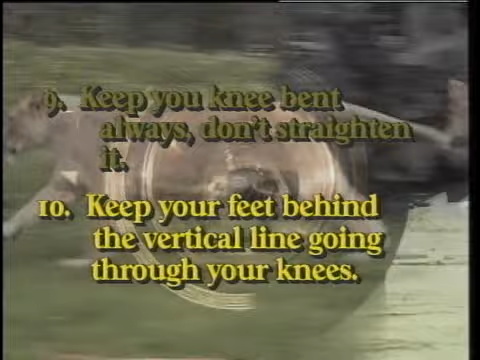 9. Keep you knee bent
always, don't straighten
it.
10. Keep your feet behind
the vertical line going
through your knees.